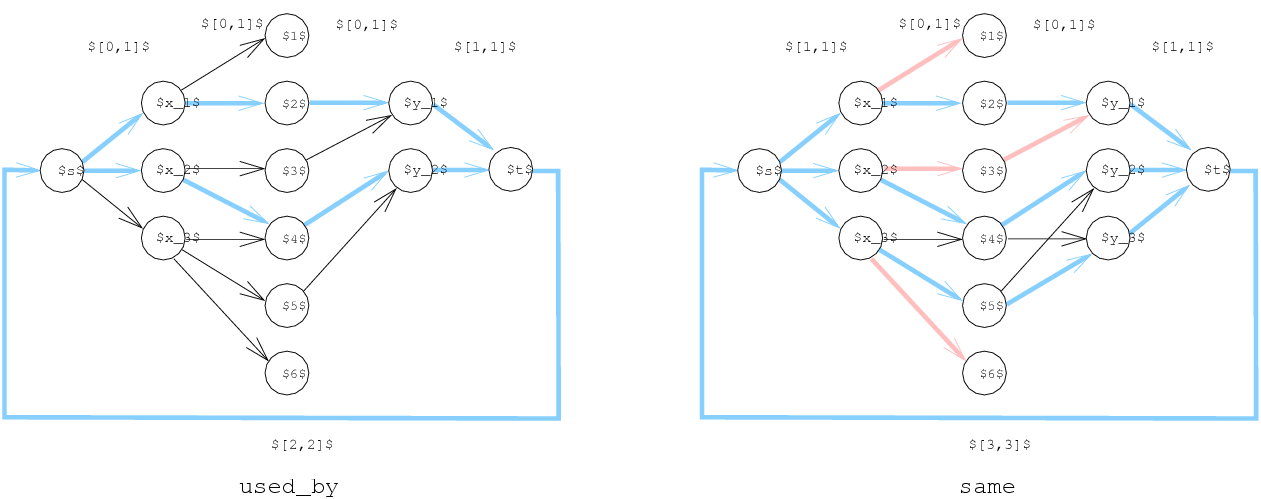 $[0,1]$ $[0,1]$ $[0,1]$ $[1,1]$
$1$
$x_1$ $2$ $y_1$
$s$ $x_2$ $3$ $y_2$ $t$
$x_3$ $4$
$5$
$6$
$[2,2]$
used_by
$[1,1]$ $[0,1]$ $[0,1]$ $[1,1]$
$1$
$x_1$ $2$ $y_1$
$s$ $x_2$ $3$ $y_2$ $t$
$x_3$ $4$ $y_3$
$5$
$6$
$[3,3]$
same